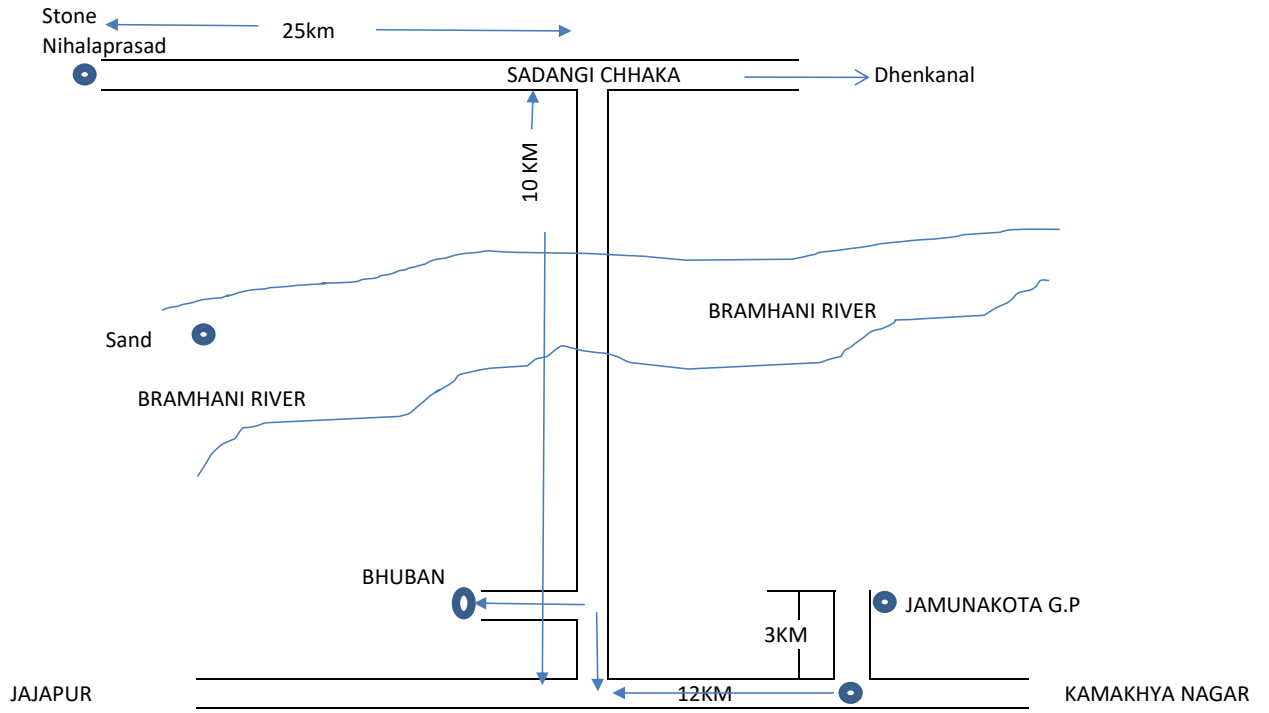 Stone
Nihalaprasad
25km
SADANGI CHHAKA
Dhenkanal
10 KM
BRAMHANI RIVER
Sand
BRAMHANI RIVER
BHUBAN
JAMUNAKOTA G.P
3KM
JAJAPUR
12KM
KAMAKHYA NAGAR